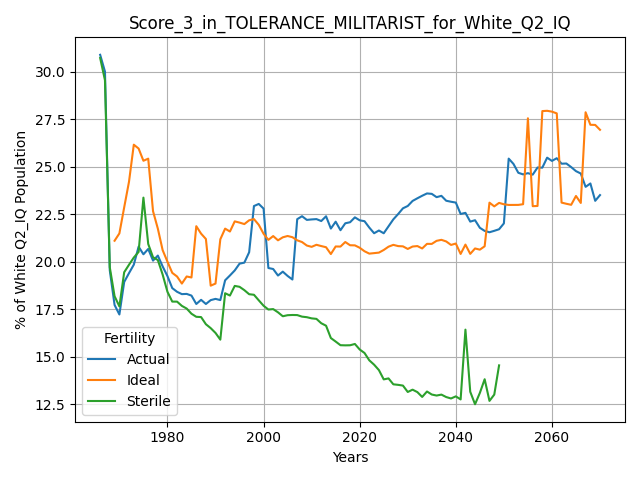 Score_3_in_TOLERANCE_MILITARIST_for_White_Q2_IQ
% of White Q2_IQ Population
30.0
27.5
25.0
22.5
20.0
17.5
15.0
12.5
Fertility
Actual
Ideal
Sterile
1980 2000 2020 2040 2060
Years